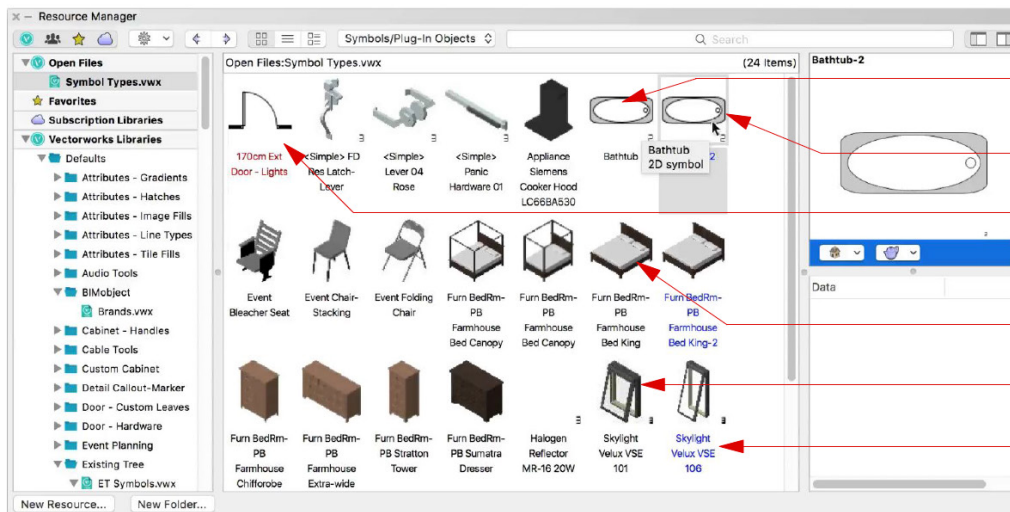 Resource Manager
Symbols/Plug-In Objects
Search
Open Files
Symbol Types.vwx
Favorites
Subscription Libraries
Vectorworks Libraries
Defaults
Attributes - Gradients
Attributes - Hatches
Attributes - Image Fills
Attributes - Line Types
Attributes - Tile Fills
Audio Tools
BIMobject
Brands.vwx
Cabinet - Handles
Cable Tools
Custom Cabinet
Detail Callout-Marker
Door - Custom Leaves
Door - Hardware
Event Planning
Existing Tree
ET Symbols.vwx
New Resource...
New Folder...
Open Files:Symbol Types.vwx
(24 Items)
170cm Ext
Door - Lights
<Simple> FD
Res Latch-
Lever
<Simple>
Lever 04
Rose
<Simple>
Panic
Hardware 01
Appliance
Siemens
Cooker Hood
LC66BA530
Bathtub
Bathtub
2D symbol
Event
Bleacher Seat
Event Chair-
Stacking
Event Folding
Chair
Furn BedRm-
PB
Farmhouse
Bed Canopy
Furn BedRm-
PB
Farmhouse
Bed Canopy
Furn BedRm-
PB
Farmhouse
Bed King
Furn BedRm-
PB
Farmhouse
Bed King-2
Furn BedRm-
PB
Farmhouse
Chifforobe
Furn BedRm-
PB
Farmhouse
Extra-wide
Furn BedRm-
PB Stratton
Tower
Furn BedRm-
PB Sumatra
Dresser
Halogen
Reflector
MR-16 20W
Skylight
Velux VSE
101
Skylight
Velux VSE
106
Bathtub-2
Data